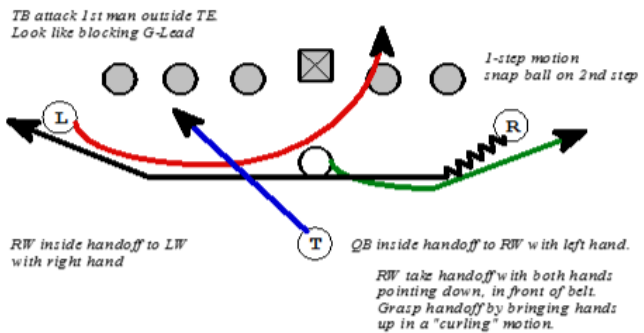 TB attack 1st man outside TE.
Look like blocking G-Lead
1-step motion
snap ball on 2nd step
L
R
T
RW inside handoff to LW
with right hand
QB inside handoff to RW with left hand.
RW take handoff with both hands
pointing down, in front of belt.
Grasp handoff by bringing hands
up in a "curling" motion.